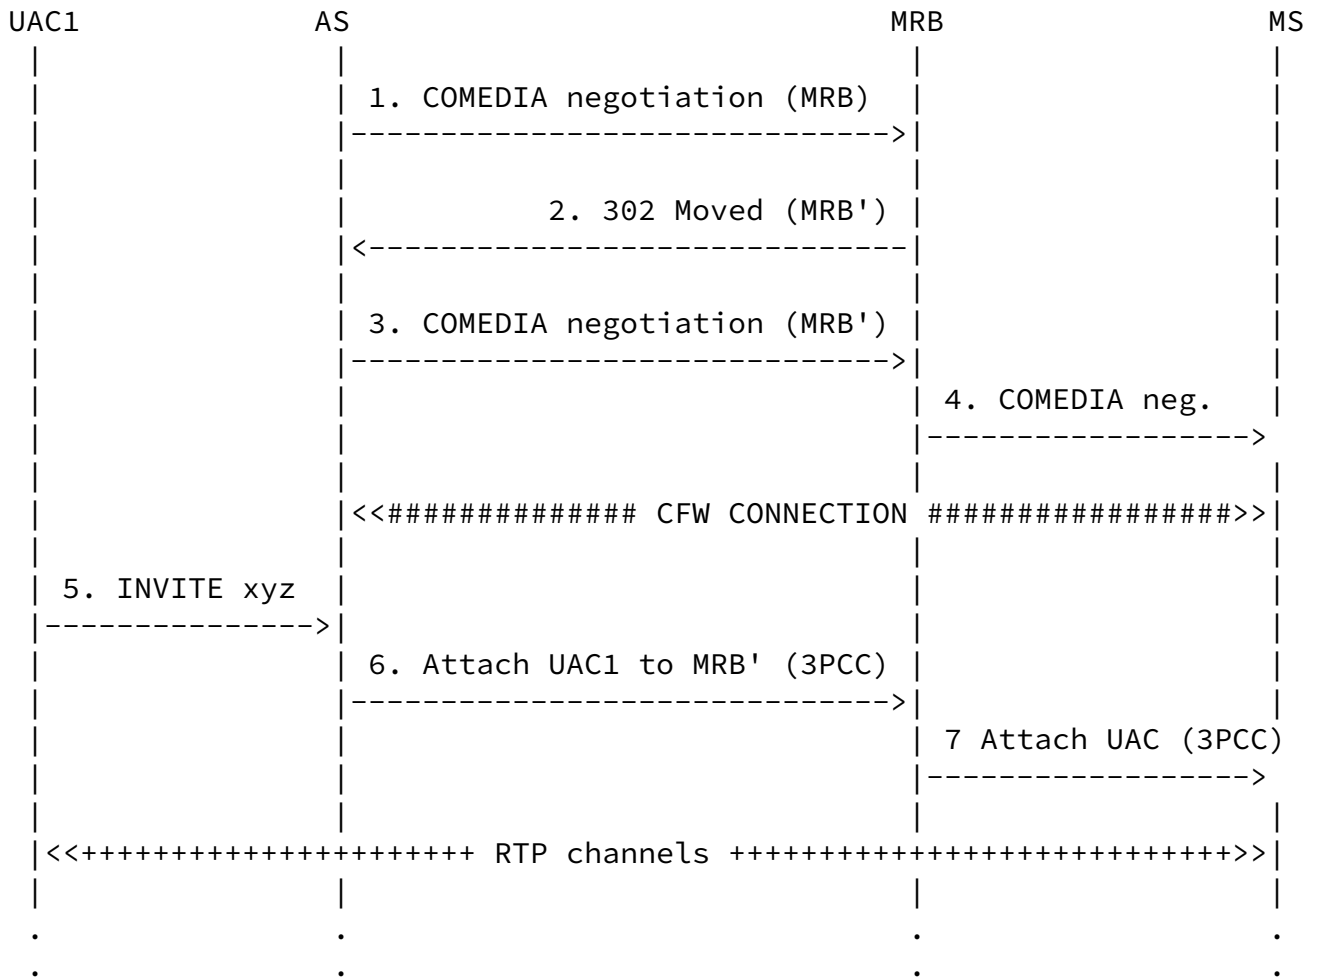 UAC1 AS MRB MS
1. COMEDIA negotiation (MRB)
2. 302 Moved (MRB')
3. COMEDIA negotiation (MRB')
4. COMEDIA neg.
<<############## CFW CONNECTION #################>>
5. INVITE xyz
6. Attach UAC1 to MRB' (3PCC)
7 Attach UAC (3PCC)
<<++++++++++++++++++++++ RTP channels ++++++++++++++++++++++++++++>>